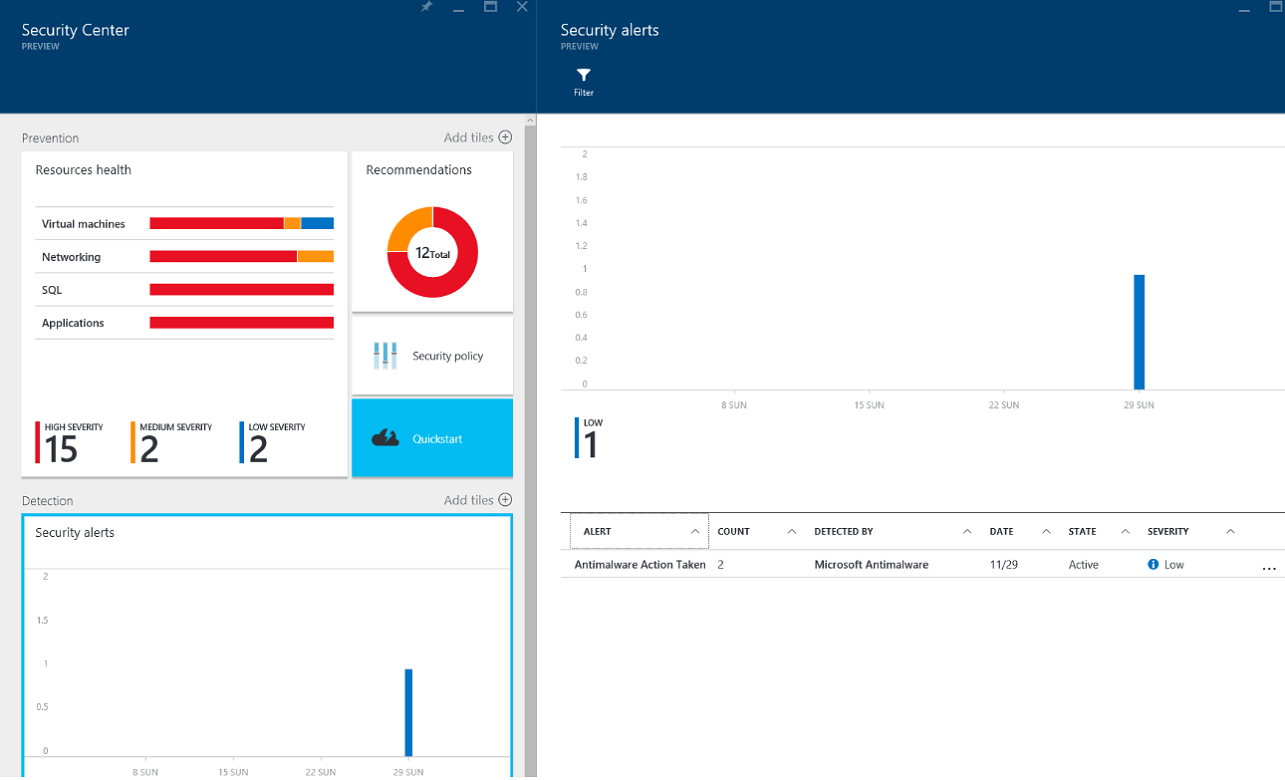 Security Center
PREVIEW
Prevention
Add tiles
Resources health
Virtual machines
Networking
SQL
Applications
HIGH SEVERITY
15
MEDIUM SEVERITY
2
LOW SEVERITY
2
Recommendations
12Total
Security policy
Quickstart
Detection
Add tiles
Security alerts
2
1.5
1
0.5
0
8 SUN 15 SUN 22 SUN 29 SUN
Security alerts
PREVIEW
Filter
2
1.8
1.6
1.4
1.2
1
0.8
0.6
0.4
0.2
0
8 SUN 15 SUN 22 SUN 29 SUN
LOW
1
ALERT COUNT DETECTED BY DATE STATE SEVERITY
Antimalware Action Taken 2 Microsoft Antimalware 11/29 Active Low ...